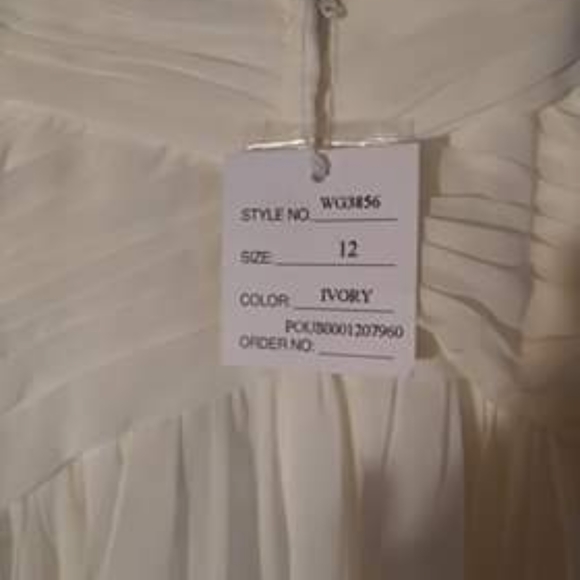 STYLE NO. WG3856
SIZE: 12
COLOR: IVORY
POUS0001207960
ORDER.NO: